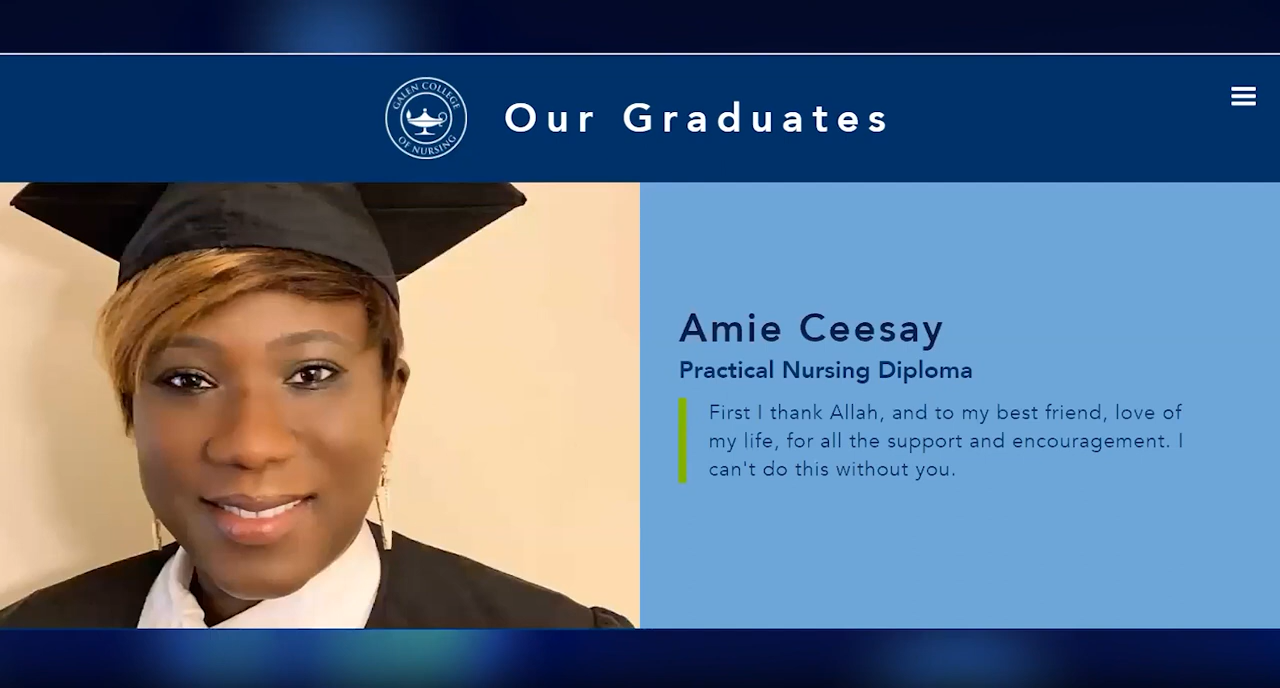 GALEN COLLEGE
OF NURSING
Our Graduates
Amie Ceesay
Practical Nursing Diploma
First I thank Allah, and to my best friend, love of
my life, for all the support and encouragement. I
can't do this without you.